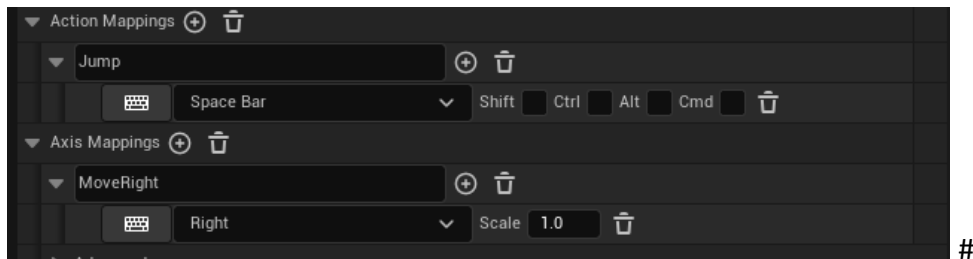 Action Mappings
Jump
Space Bar Shift Ctrl Alt Cmd
Axis Mappings
MoveRight
Right Scale 1.0
#